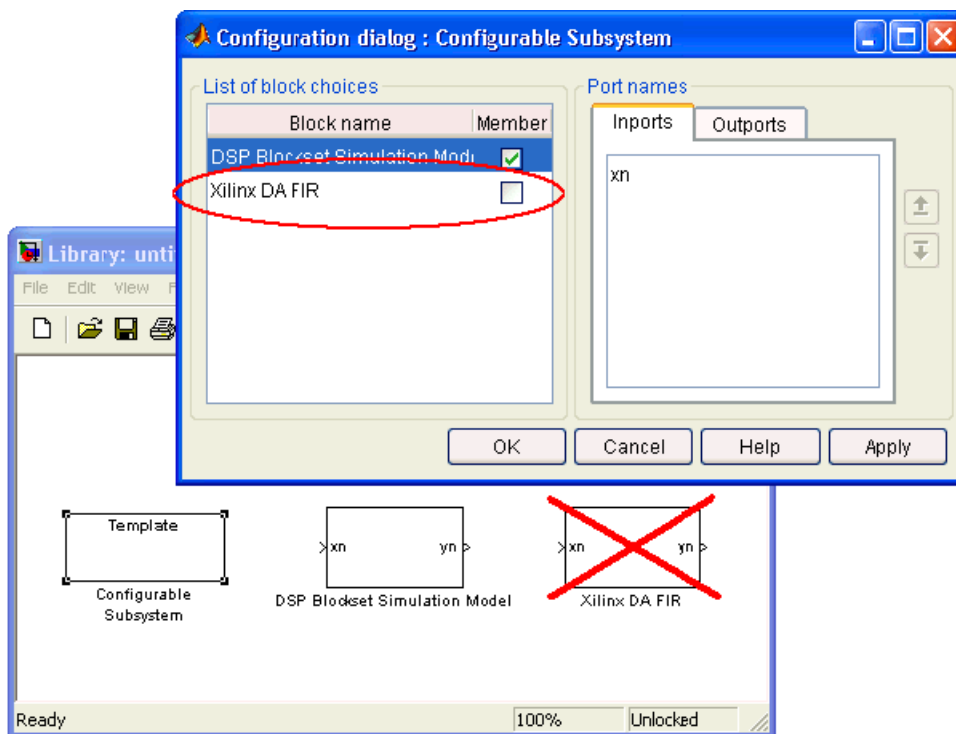 Configuration dialog : Configurable Subsystem
List of block choices
Block name Member
DSP Blockset Simulation Mod
Xilinx DA FIR
Port names
Inports Outports
xn
OK Cancel Help Apply
Library: unti
File Edit View F
Template
Configurable
Subsystem
xn yn
DSP Blockset Simulation Model
xn yn
Xilinx DA FIR
Ready 100% Unlocked